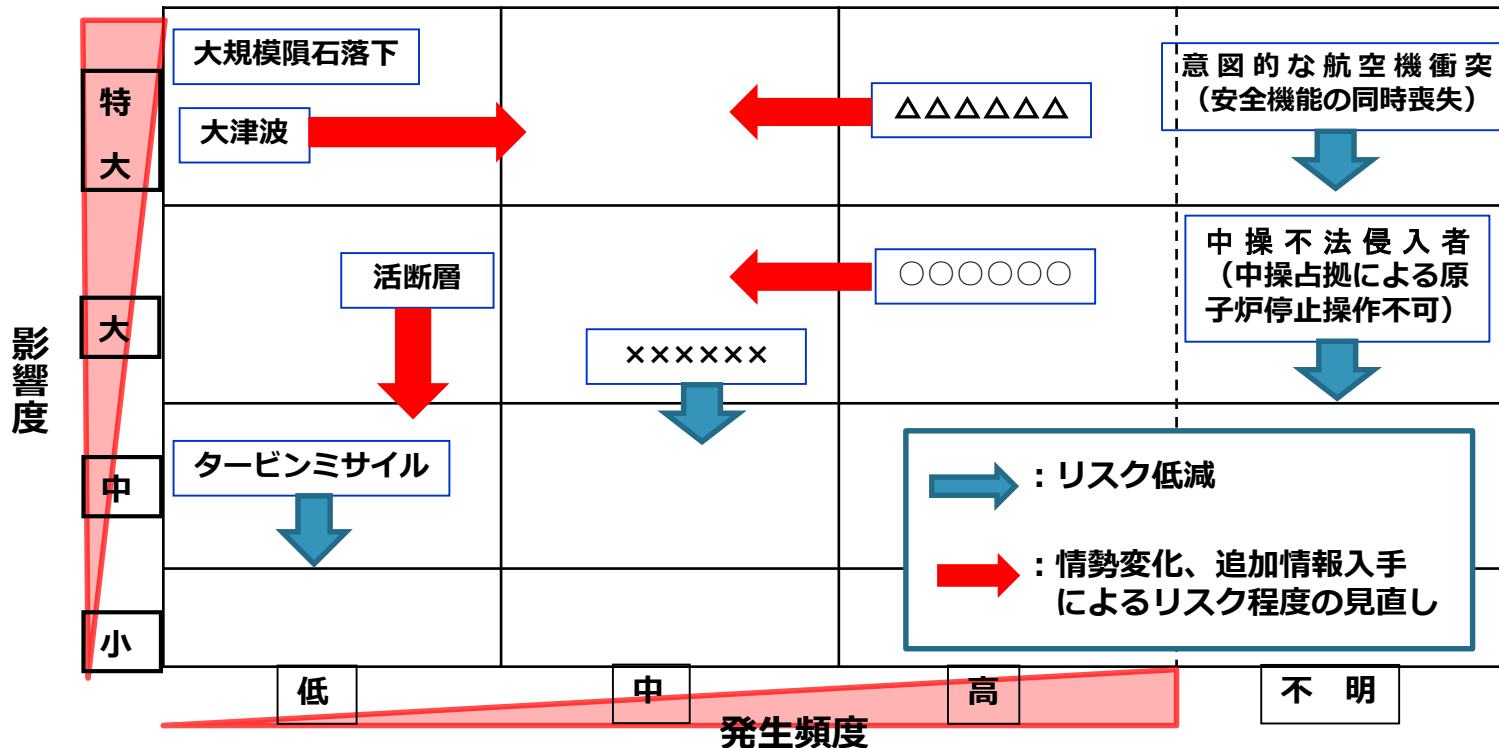 大規模隕石落下
意図的な航空機衝突
（安全機能の同時喪失）
特
大
大津波
△△△△△△
活断層
○○○○○○
中操不法侵入者
（中操占拠による原
子炉停止操作不可）
影響度
大
××××××
タービンミサイル
中
：リスク低減
：情勢変化、追加情報入手
によるリスク程度の見直し
小
低
中
高
不 明
発生頻度